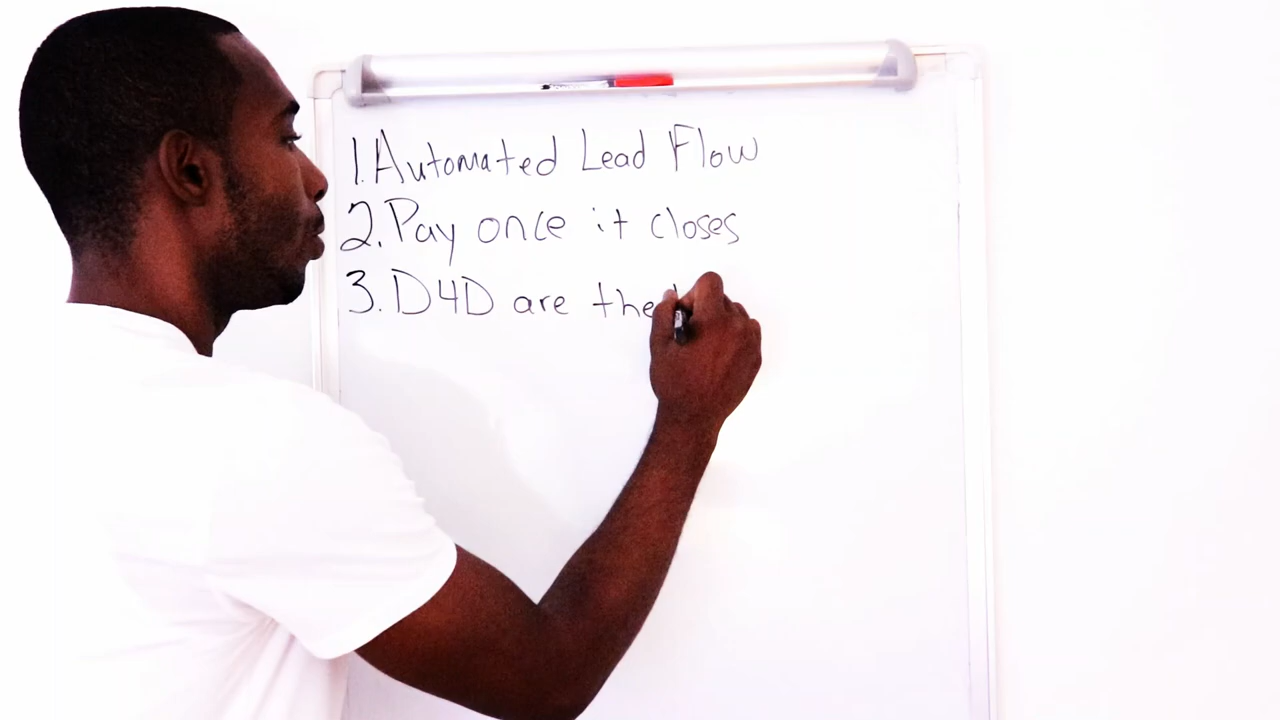 1. Automated Lead Flow
2. Pay once it closes
3. D4D are the